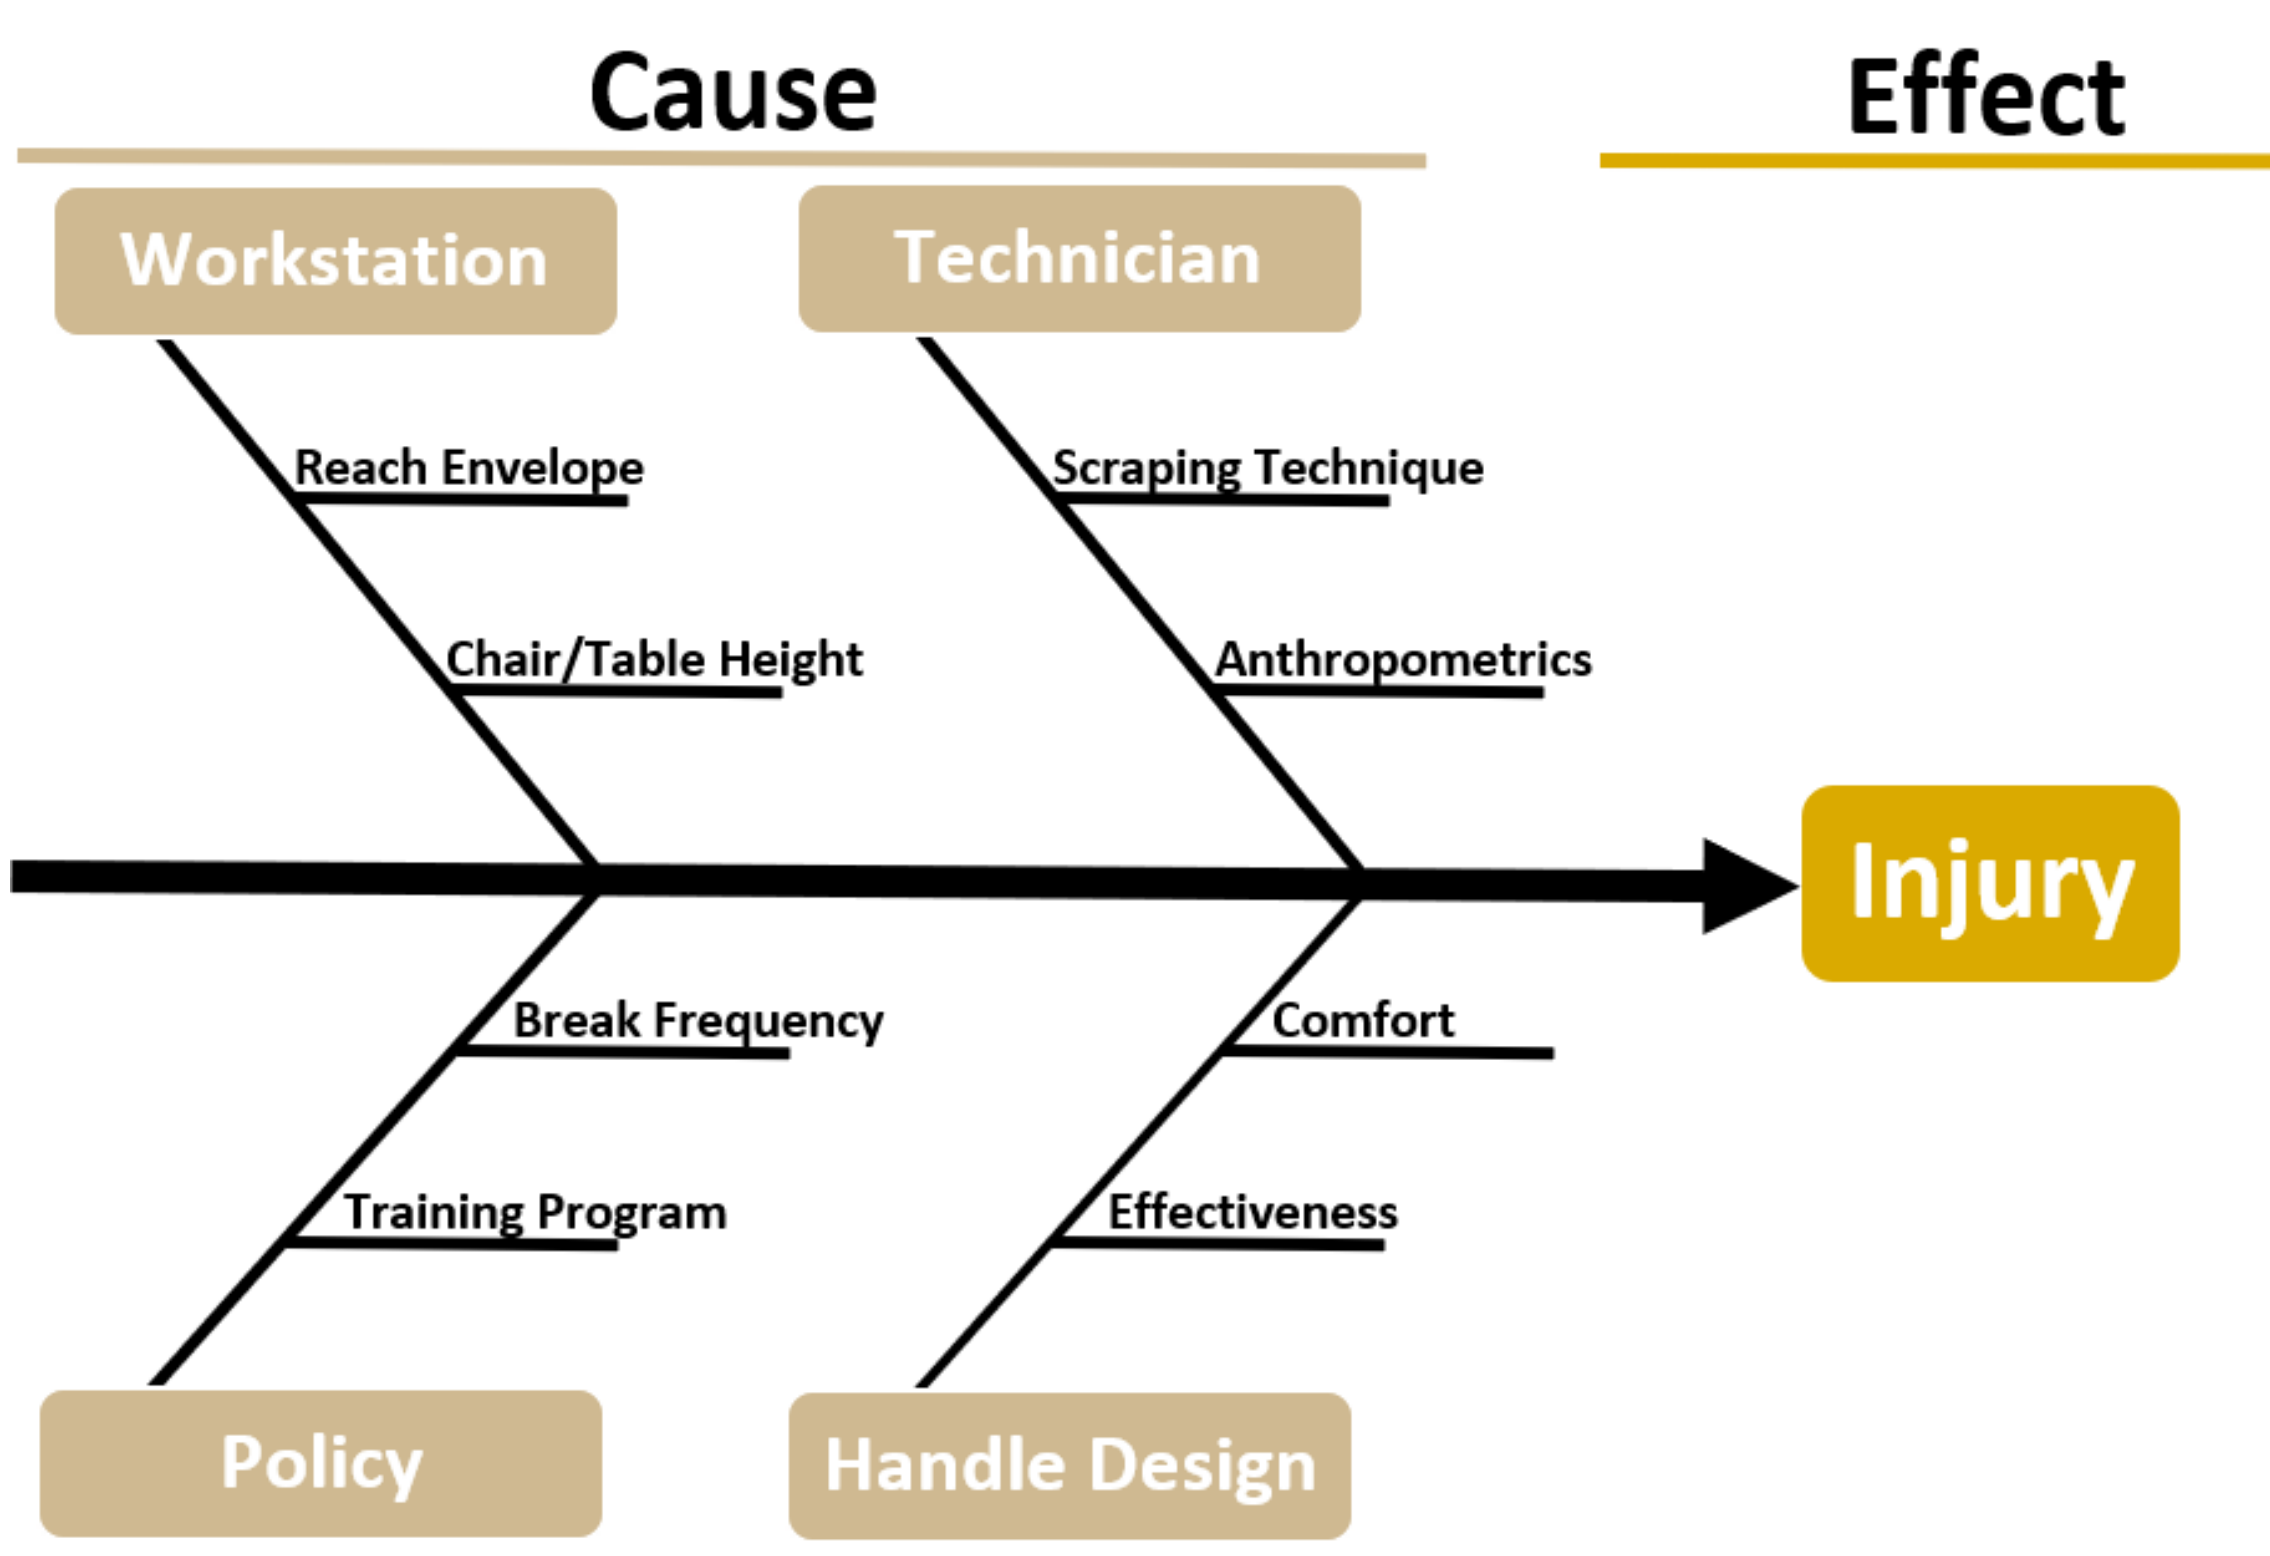 Cause
Effect
Workstation
Technician
Reach Envelope
Scraping Technique
Chair/Table Height
Anthropometrics
Injury
Break Frequency
Comfort
Training Program
Effectiveness
Policy
Handle Design